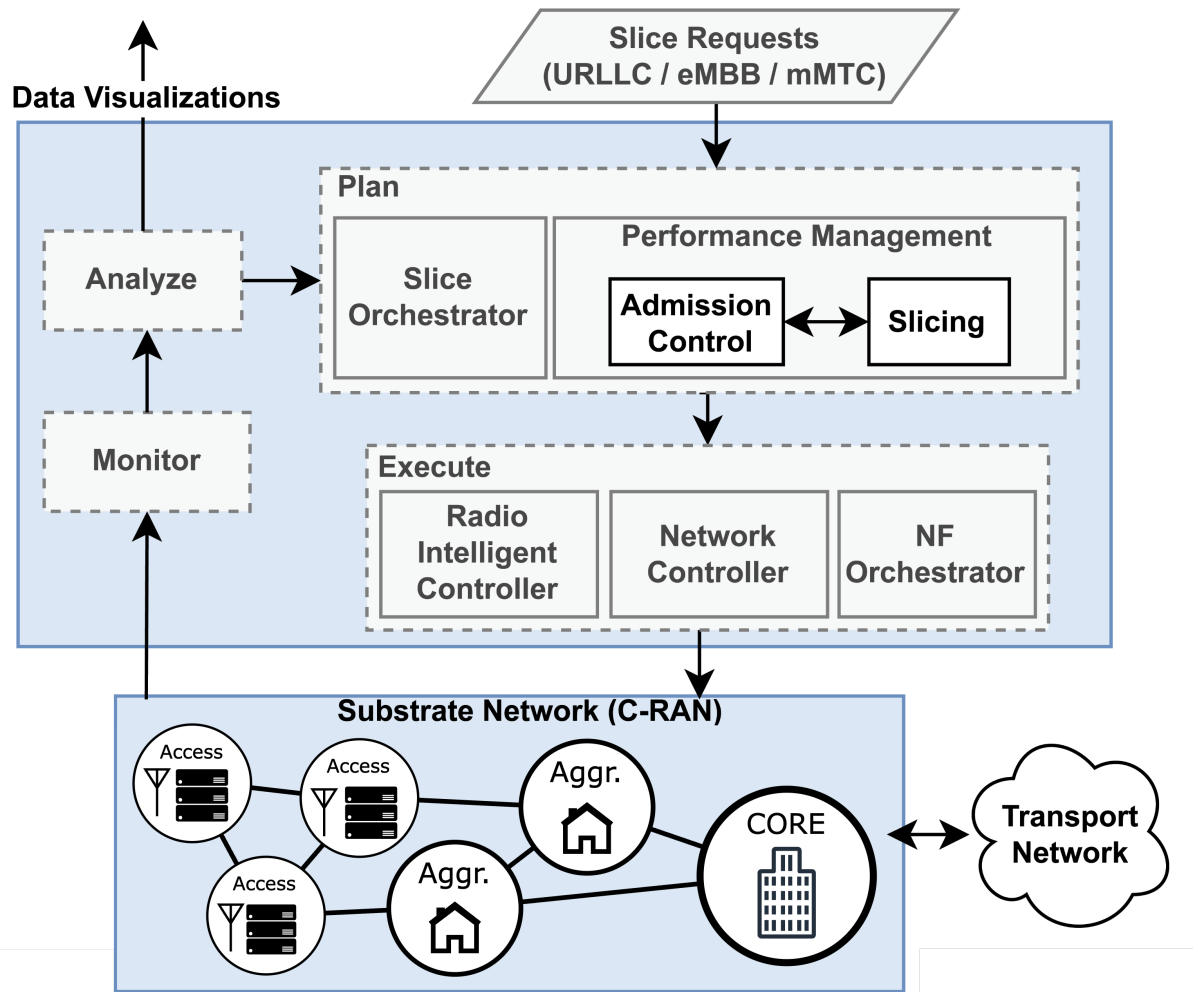 Slice Requests
(URLLC / eMBB / mMTC)
Data Visualizations
Plan
Analyze
Slice
Orchestrator
Performance Management
Admission
Control
Slicing
Monitor
Execute
Radio
Intelligent
Controller
Network
Controller
NF
Orchestrator
Substrate Network (C-RAN)
Access
Access
Aggr.
CORE
Access
Aggr.
Transport
Network